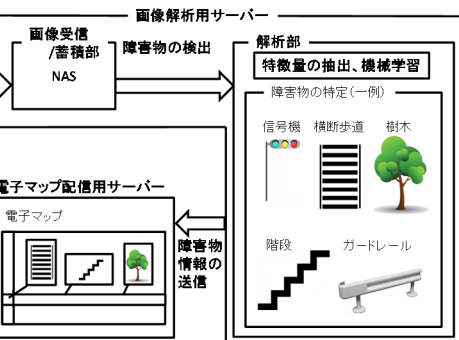 画像解析用サーバー
画像受信
/蓄積部
NAS
障害物の検出
解析部
特徴量の抽出、機械学習
障害物の特定(一例)
信号機 横断歩道 樹木
階段 ガードレール
電子マップ配信用サーバー
電子マップ
障害物
情報の
送信